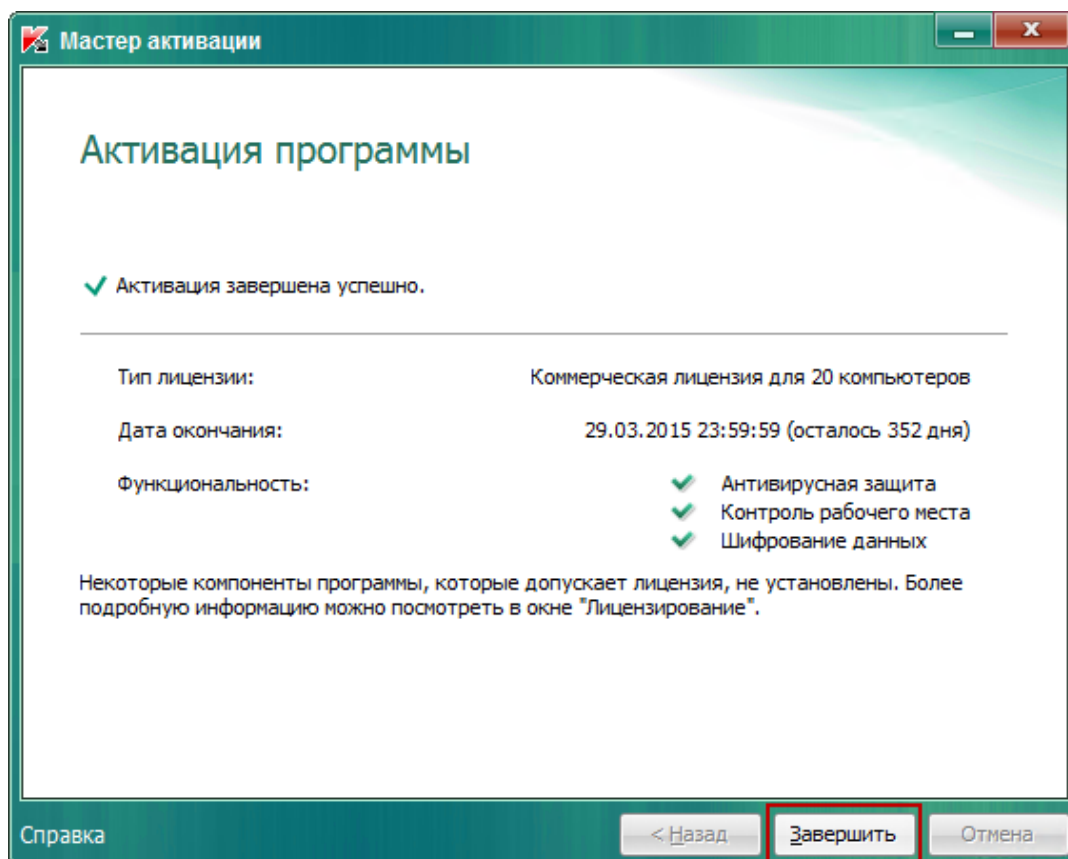 Мастер активации
Активация программы
Активация завершена успешно.
Тип лицензии: Коммерческая лицензия для 20 компьютеров
Дата окончания: 29.03.2015 23:59:59 (осталось 352 дня)
Функциональность: Антивирусная защита
Контроль рабочего места
Шифрование данных
Некоторые компоненты программы, которые допускает лицензия, не установлены. Более
подробную информацию можно посмотреть в окне "Лицензирование".
Справка < Назад Завершить Отмена